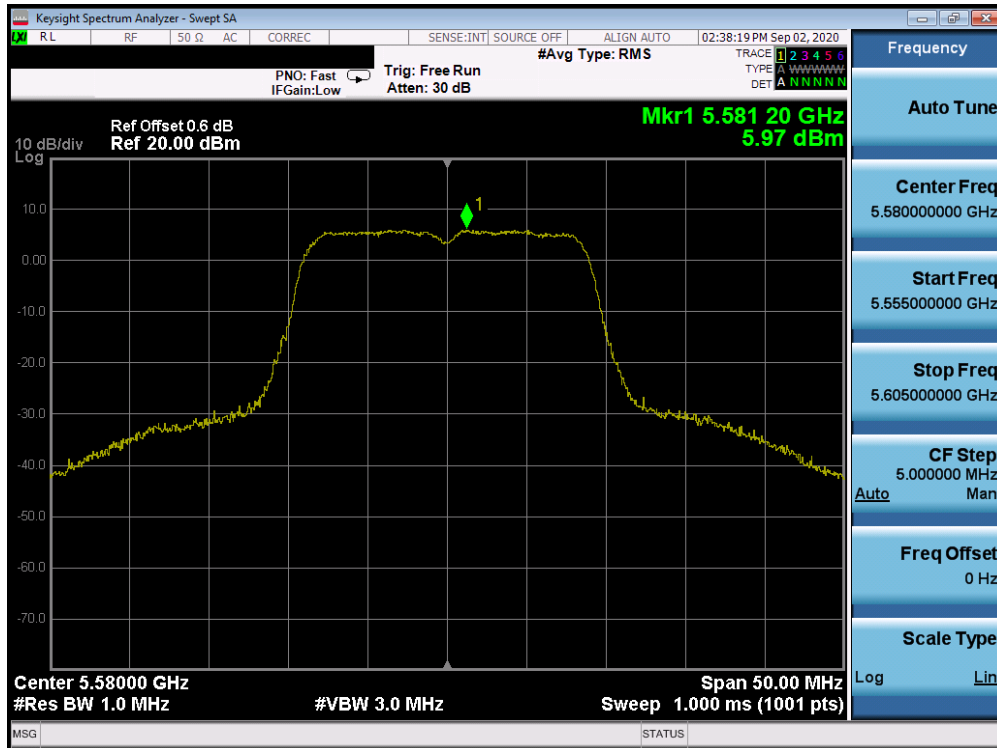 Keysight Spectrum Analyzer - Swept SA
LXI RL RF 50 Ω AC CORREC SENSE:INT SOURCE OFF ALIGN AUTO 02:38:19 PM Sep 02, 2020
#Avg Type: RMS
TRACE 1 2 3 4 5 6
TYPE A WWWWW
DET A N N N N N
PNO: Fast
IFGain:Low
Trig: Free Run
Atten: 30 dB
Mkr1 5.581 20 GHz
5.97 dBm
Ref Offset 0.6 dB
10 dB/div Ref 20.00 dBm
Log
1
10.0
0.00
-10.0
-20.0
-30.0
-40.0
-50.0
-60.0
-70.0
Center 5.58000 GHz Span 50.00 MHz
#Res BW 1.0 MHz #VBW 3.0 MHz Sweep 1.000 ms (1001 pts)
MSG STATUS
Frequency
Auto Tune
Center Freq
5.580000000 GHz
Start Freq
5.555000000 GHz
Stop Freq
5.605000000 GHz
CF Step
5.000000 MHz
Auto Man
Freq Offset
0 Hz
Scale Type
Log Lin